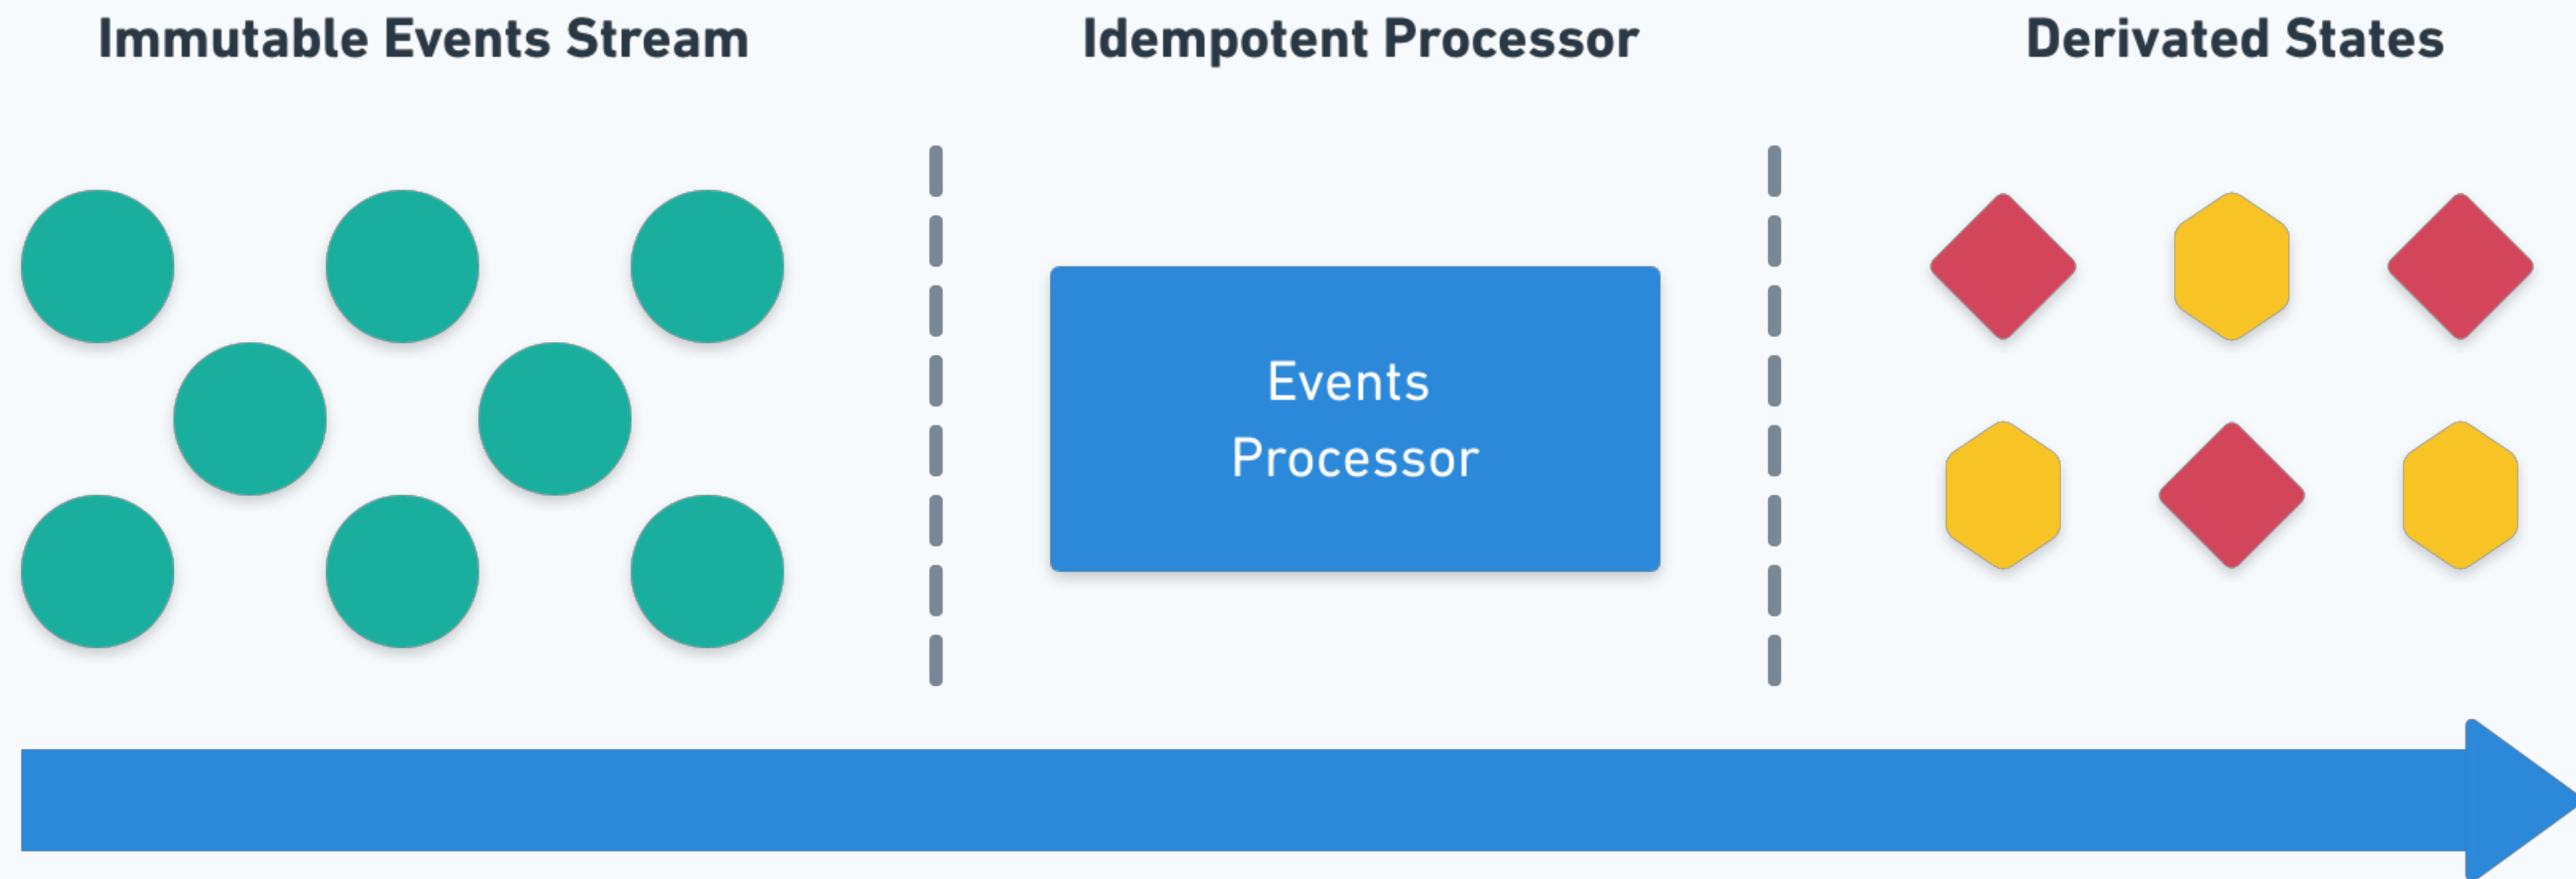 Immutable Events Stream
Idempotent Processor
Derivated States
Events
Processor